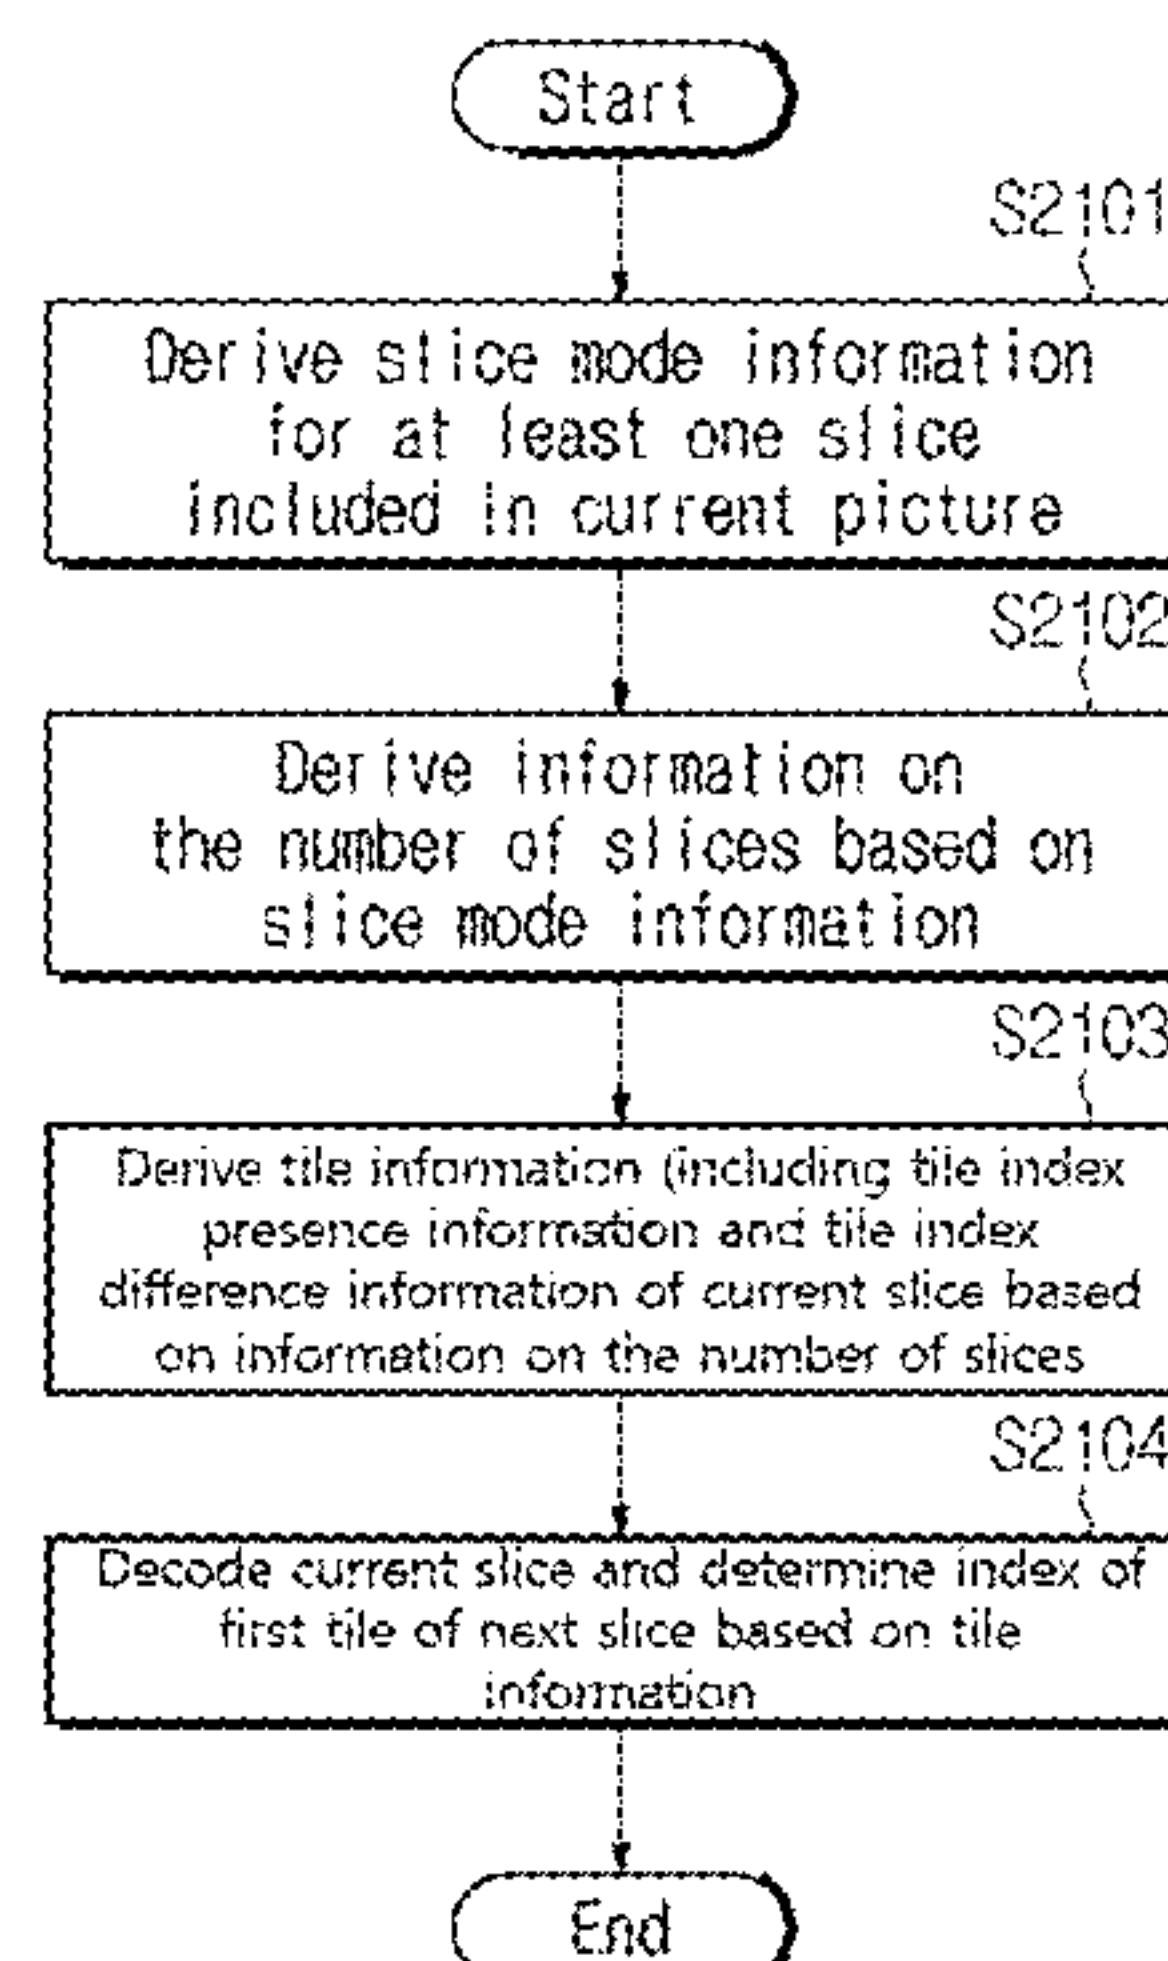 Start
S2101
Derive slice mode information
for at least one slice
included in current picture
S2102
Derive information on
the number of slices based on
slice mode information
S2103
Derive tile information (including tile index
presence information and tile index
difference information of current slice based
on information on the number of slices
S2104
Decode current slice and determine index of
first tile of next slice based on tile
information
End